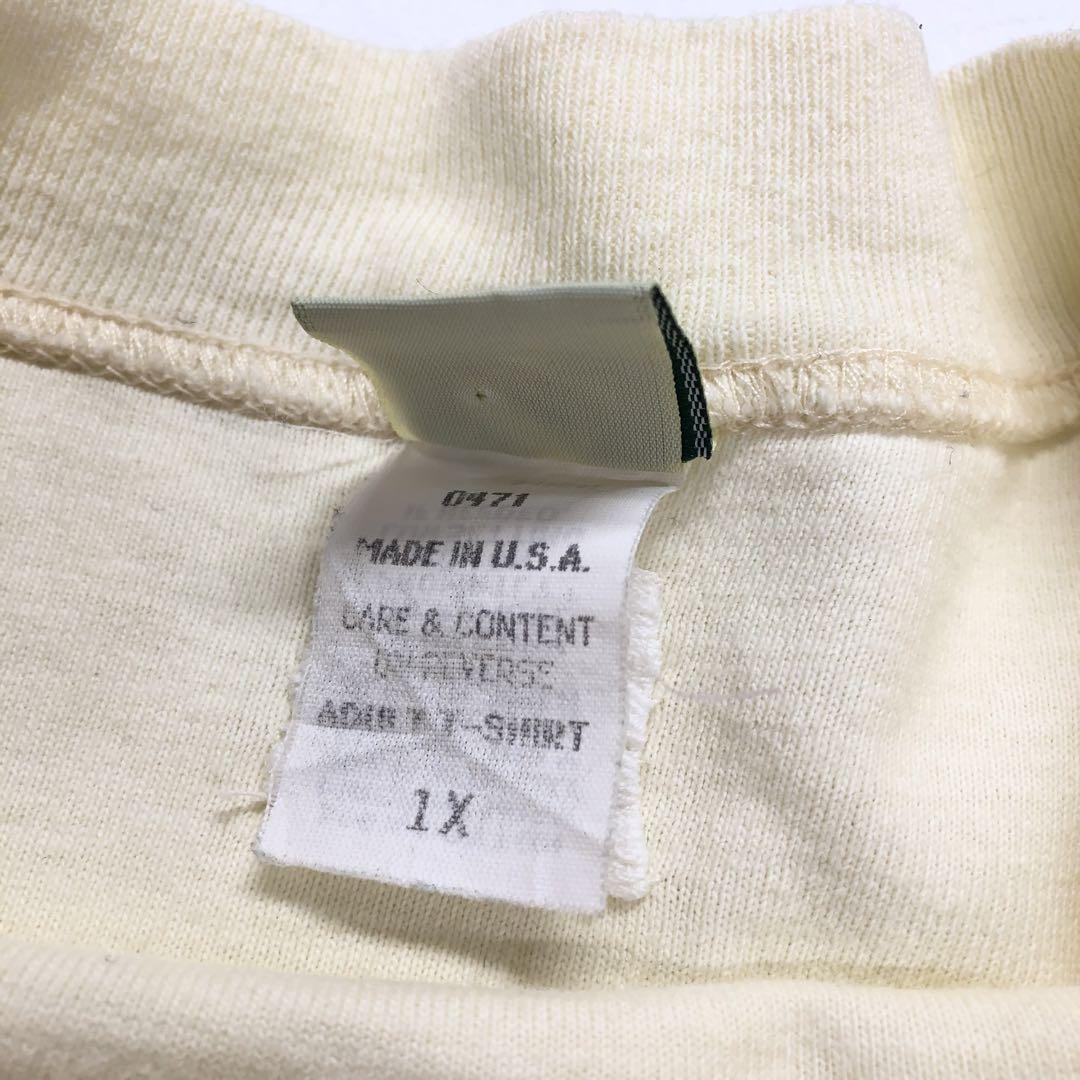 0471
MADE IN U.S.A.
CARE & CONTENT
ON REVERSE
ADULT T-SHIRT
1X